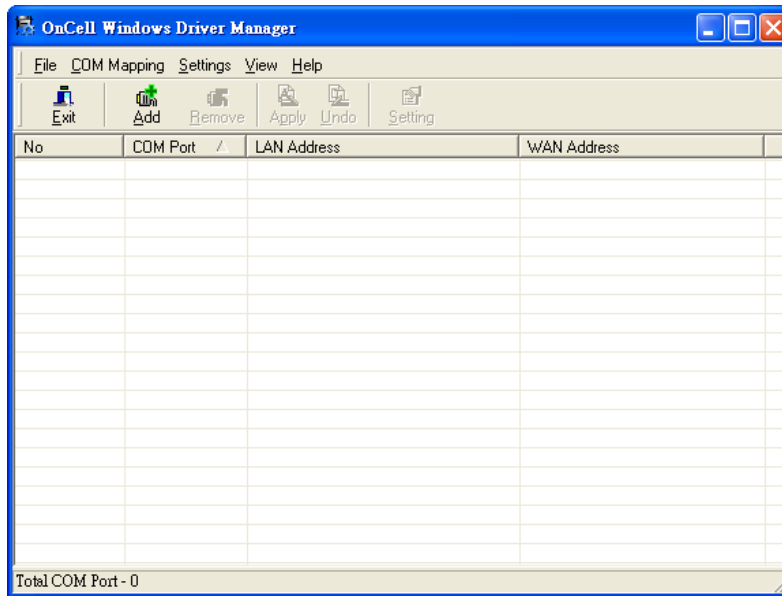 OnCell Windows Driver Manager
File COM Mapping Settings View Help
Exit Add Remove Apply Undo Setting
No COM Port LAN Address WAN Address
Total COM Port - 0